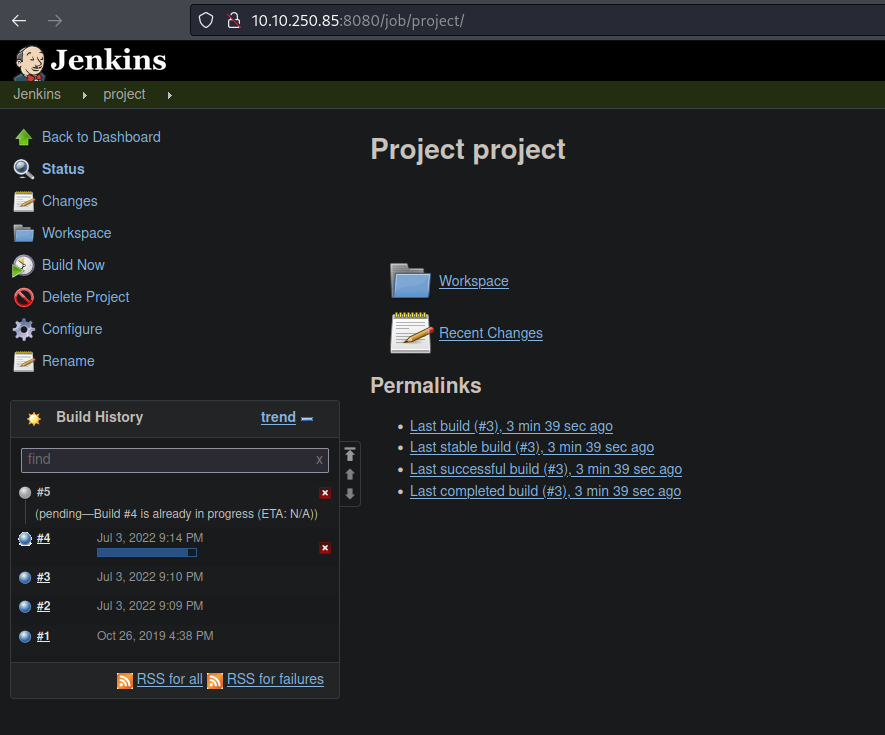 10.10.250.85:8080/job/project/
Jenkins
Jenkins project
Back to Dashboard
Status
Changes
Workspace
Build Now
Delete Project
Configure
Rename
Project project
Workspace
Recent Changes
Permalinks
Last build (#3), 3 min 39 sec ago
Last stable build (#3), 3 min 39 sec ago
Last successful build (#3), 3 min 39 sec ago
Last completed build (#3), 3 min 39 sec ago
Build History trend
find x
#5
(pending—Build #4 is already in progress (ETA: N/A))
#4 Jul 3, 2022 9:14 PM
#3 Jul 3, 2022 9:10 PM
#2 Jul 3, 2022 9:09 PM
#1 Oct 26, 2019 4:38 PM
RSS for all RSS for failures